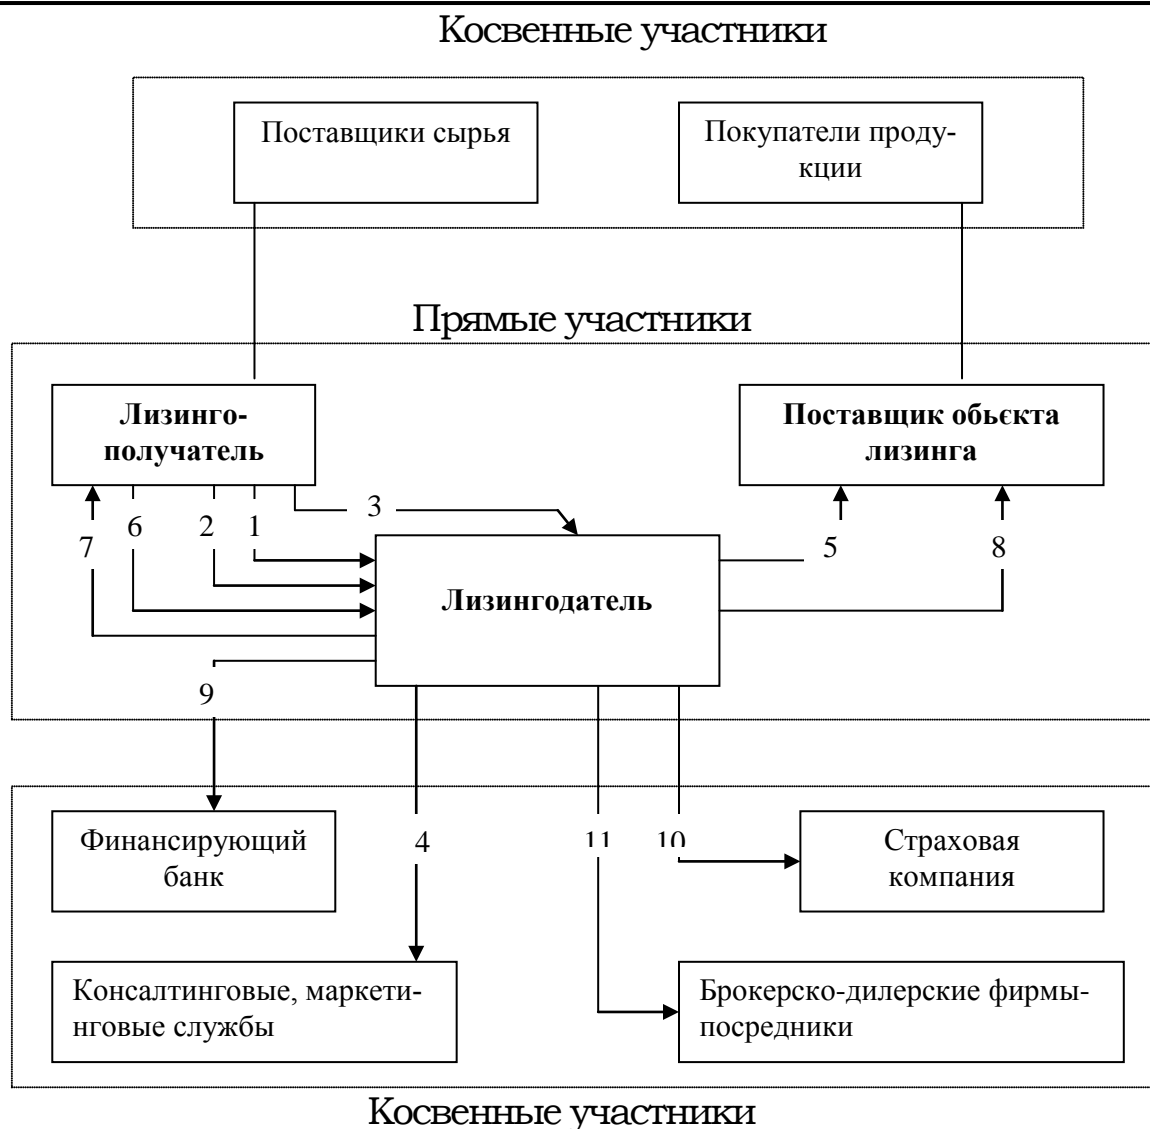 Косвенные участники
Поставщики сырья
Покупатели проду-
кции
Прямые участники
Лизинго-
получатель
Поставщик обьєкта
лизинга
3
7
6
2
1
5
8
Лизингодатель
9
4
11
10
Финансирующий
банк
Страховая
компания
Консалтинговые, маркети-
нговые службы
Брокерско-дилерские фирмы-
посредники
Косвенные участники